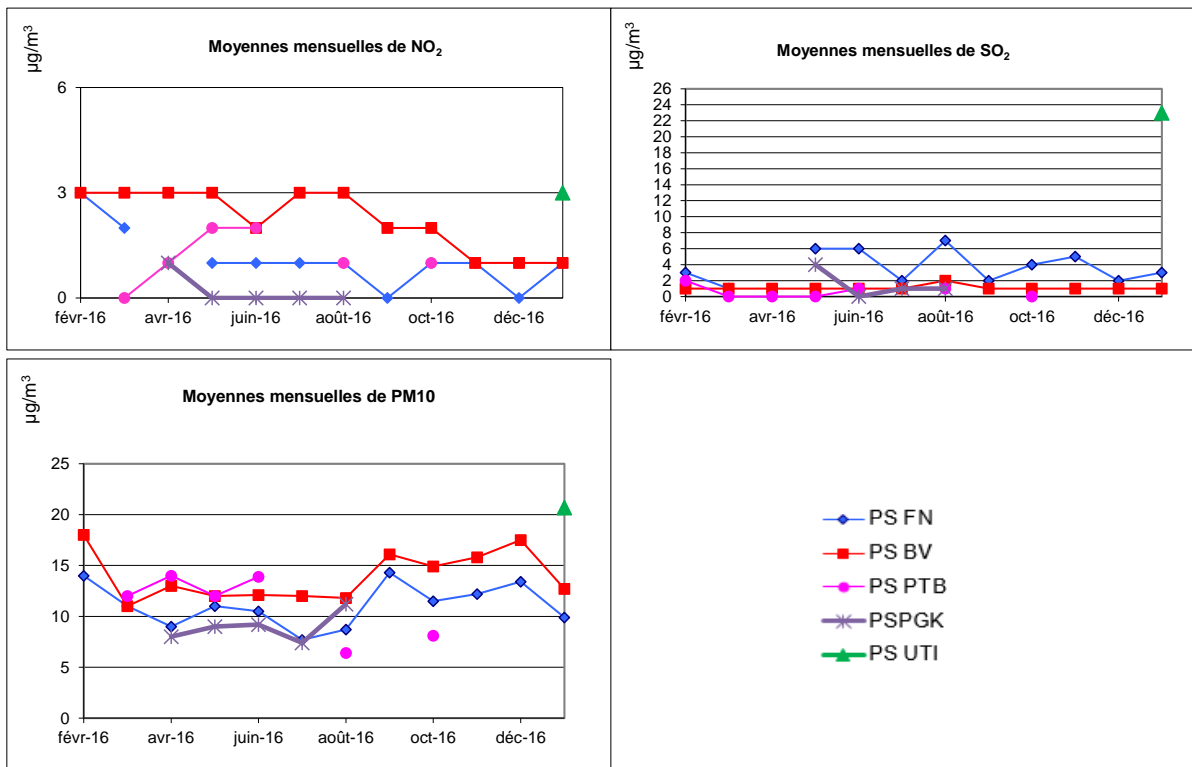 Moyennes mensuelles de NO₂
µg/m³
6
3
0
févr-16 avr-16 juin-16 août-16 oct-16 déc-16
Moyennes mensuelles de SO₂
µg/m³
26
24
22
20
18
16
14
12
10
8
6
4
2
0
févr-16 avr-16 juin-16 août-16 oct-16 déc-16
Moyennes mensuelles de PM10
µg/m³
25
20
15
10
5
0
févr-16 avr-16 juin-16 août-16 oct-16 déc-16
PS FN
PS BV
PS PTB
PSPGK
PS UTI